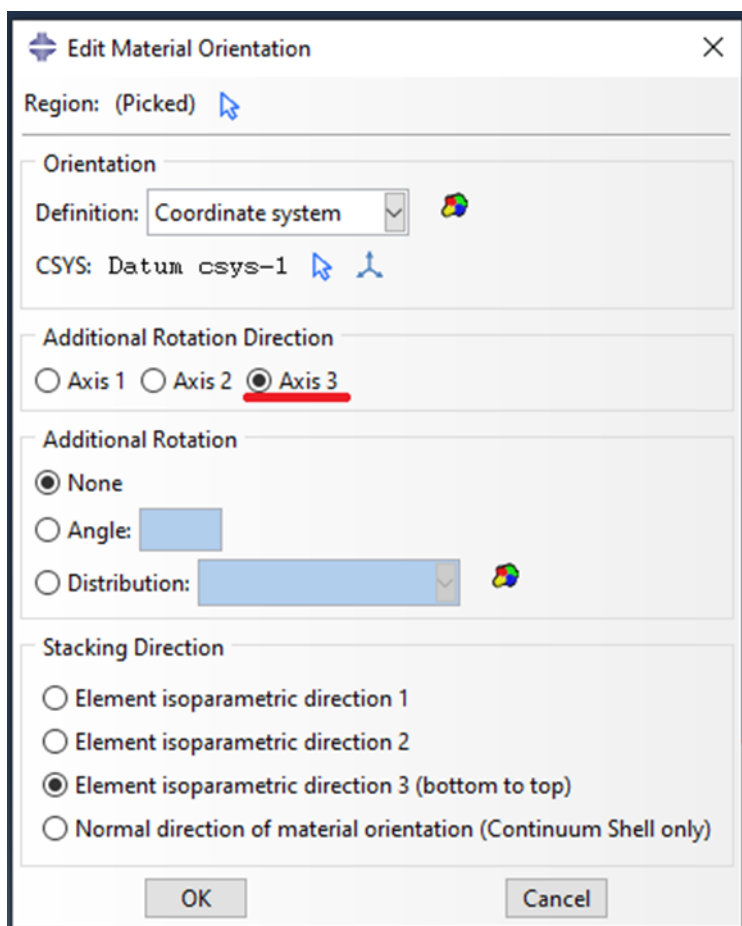 Edit Material Orientation
Region: (Picked)
Orientation
Definition: Coordinate system
CSYS: Datum csys-1
Additional Rotation Direction
Axis 1 Axis 2 Axis 3
Additional Rotation
None
Angle:
Distribution:
Stacking Direction
Element isoparametric direction 1
Element isoparametric direction 2
Element isoparametric direction 3 (bottom to top)
Normal direction of material orientation (Continuum Shell only)
OK Cancel